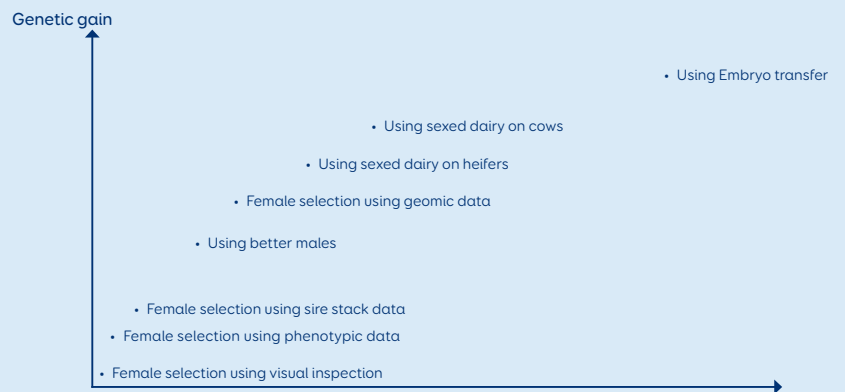 Genetic gain
• Using Embryo transfer
• Using sexed dairy on cows
• Using sexed dairy on heifers
• Female selection using geomic data
• Using better males
• Female selection using sire stack data
• Female selection using phenotypic data
• Female selection using visual inspection